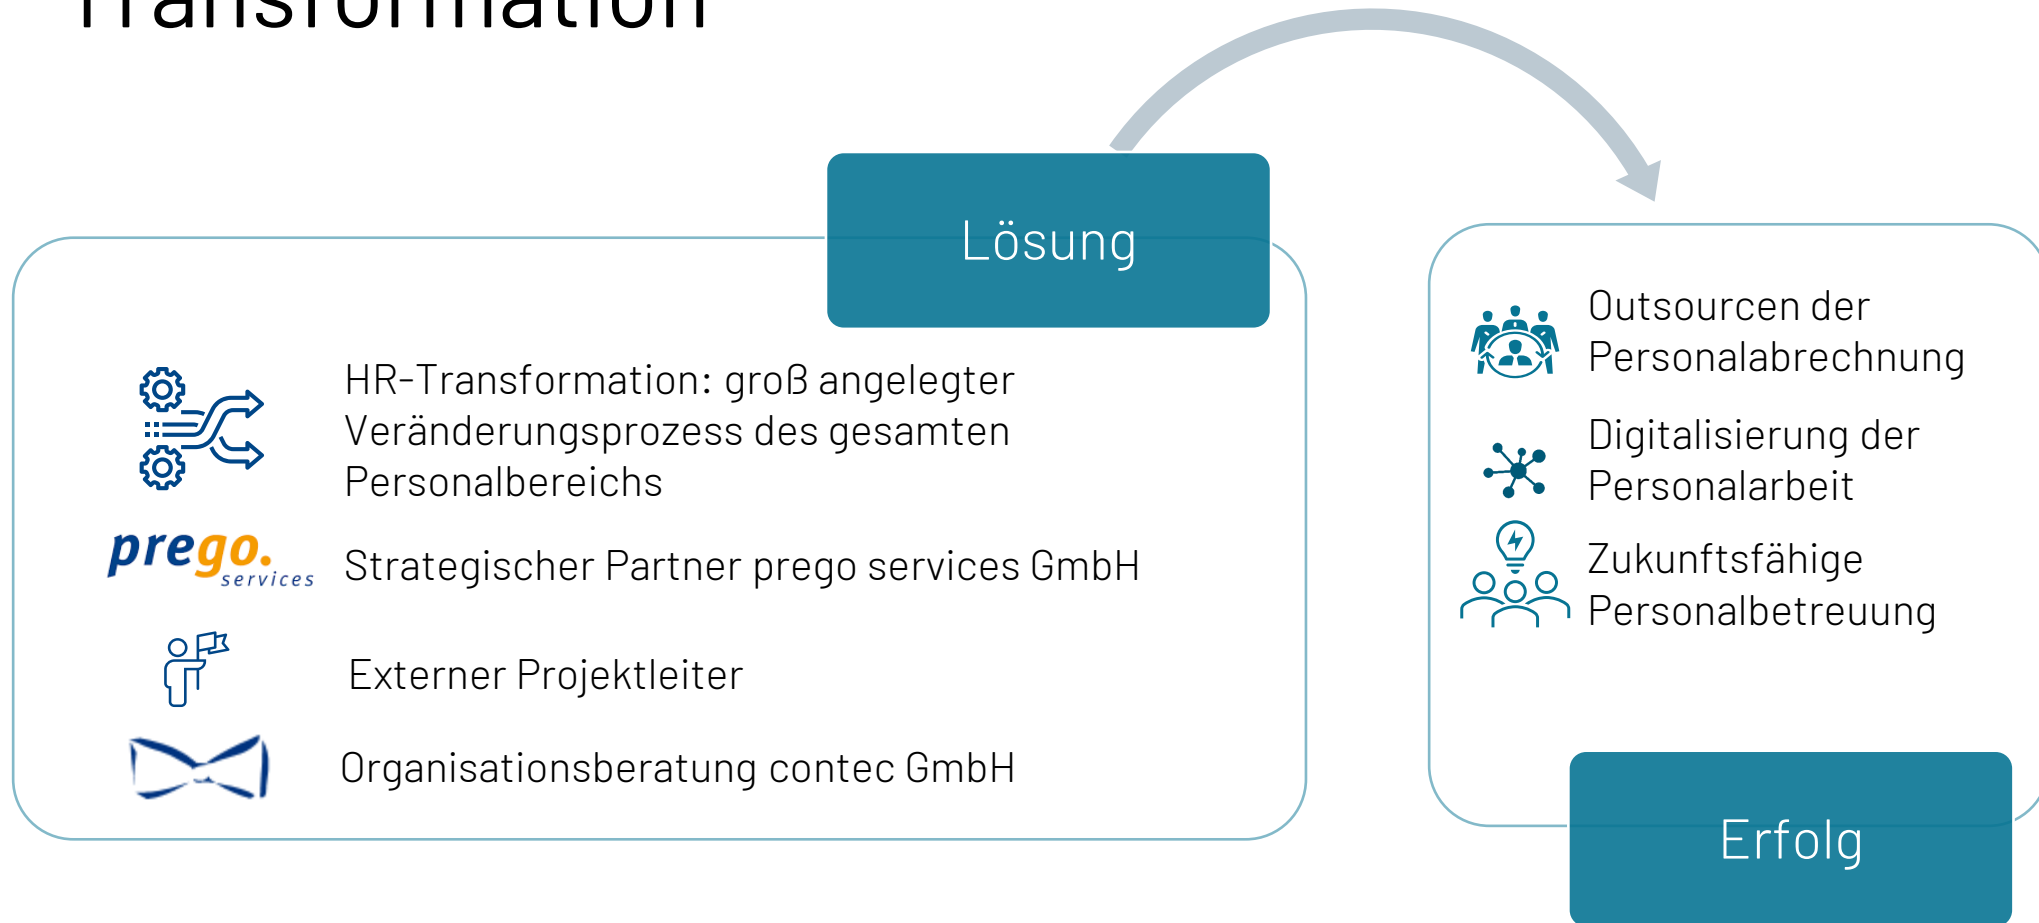 Transformation
Lösung
HR-Transformation: groß angelegter
Veränderungsprozess des gesamten
Personalbereichs
prego.
services
Strategischer Partner prego services GmbH
Externer Projektleiter
Organisationsberatung contec GmbH
Outsourcen der
Personalabrechnung
Digitalisierung der
Personalarbeit
Zukunftsfähige
Personalbetreuung
Erfolg